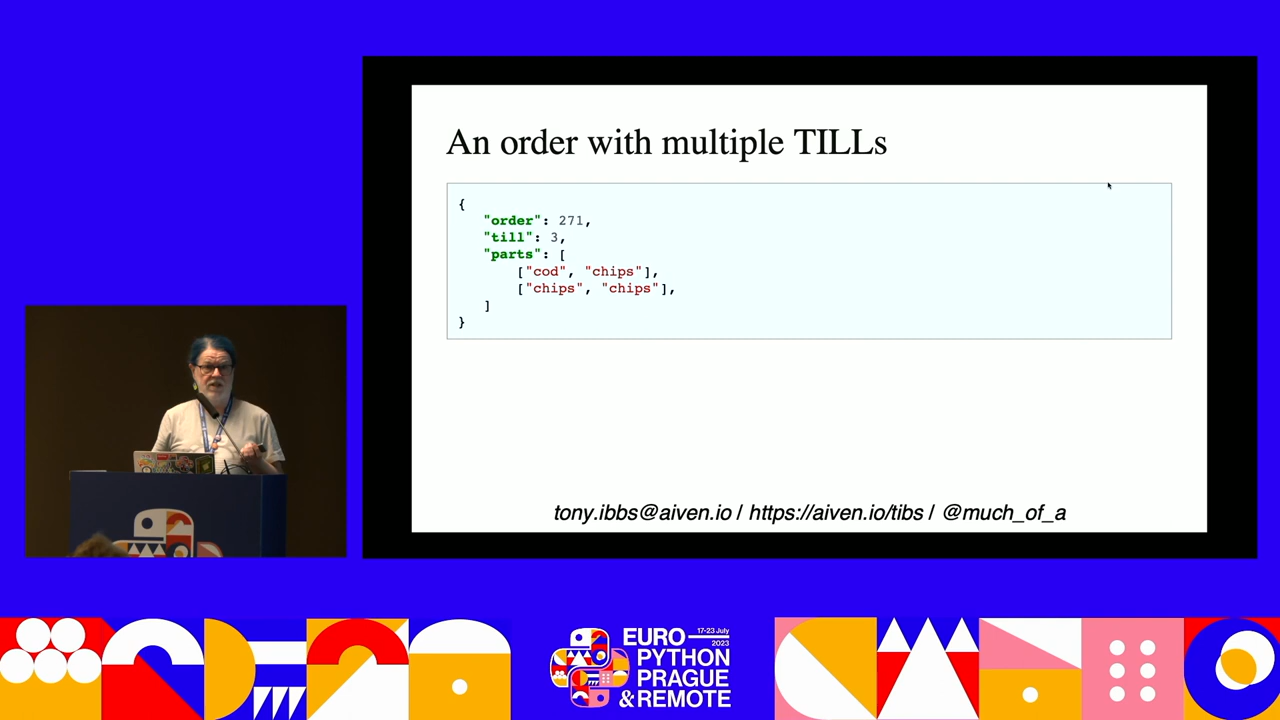 An order with multiple TILLs
{
"order": 271,
"till": 3,
"parts": [
["cod", "chips"],
["chips", "chips"],
]
}
tony.ibbs@aiven.io / https://aiven.io/tibs / @much_of_a
EURO 17-23 July 2023
PYTHON
PRAGUE
& REMOTE